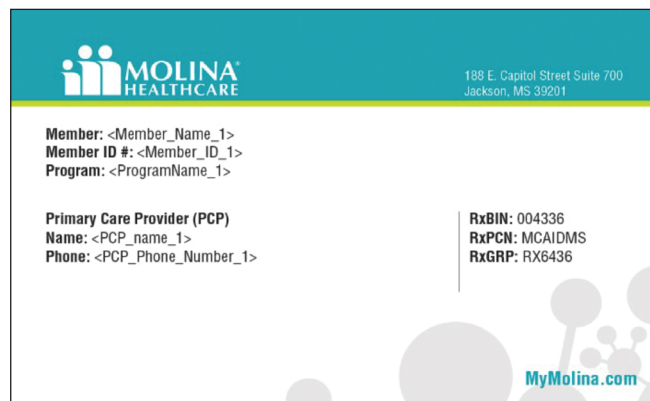 MOLINA®
HEALTHCARE
188 E. Capitol Street Suite 700
Jackson, MS 39201
Member: <Member_Name_1>
Member ID #: <Member_ID_1>
Program: <ProgramName_1>
Primary Care Provider (PCP)
Name: <PCP_name_1>
Phone: <PCP_Phone_Number_1>
RxBIN: 004336
RxPCN: MCAIDMS
RxGRP: RX6436
MyMolina.com